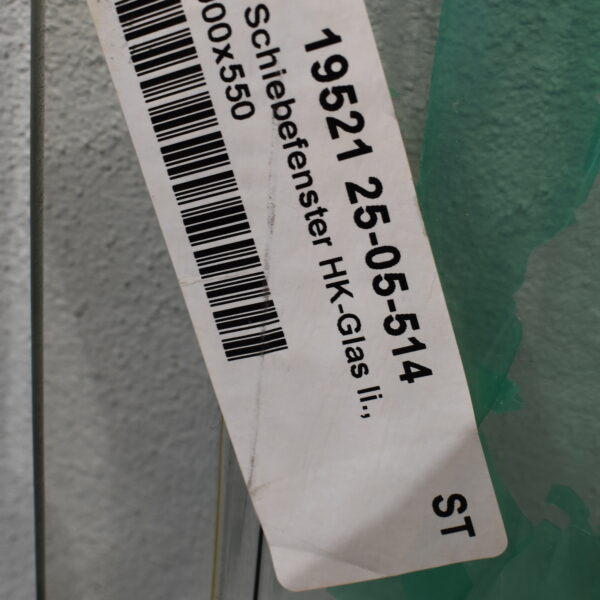 19521 25-05-514
Schiebefenster HK-Glas li.,
00x550
ST